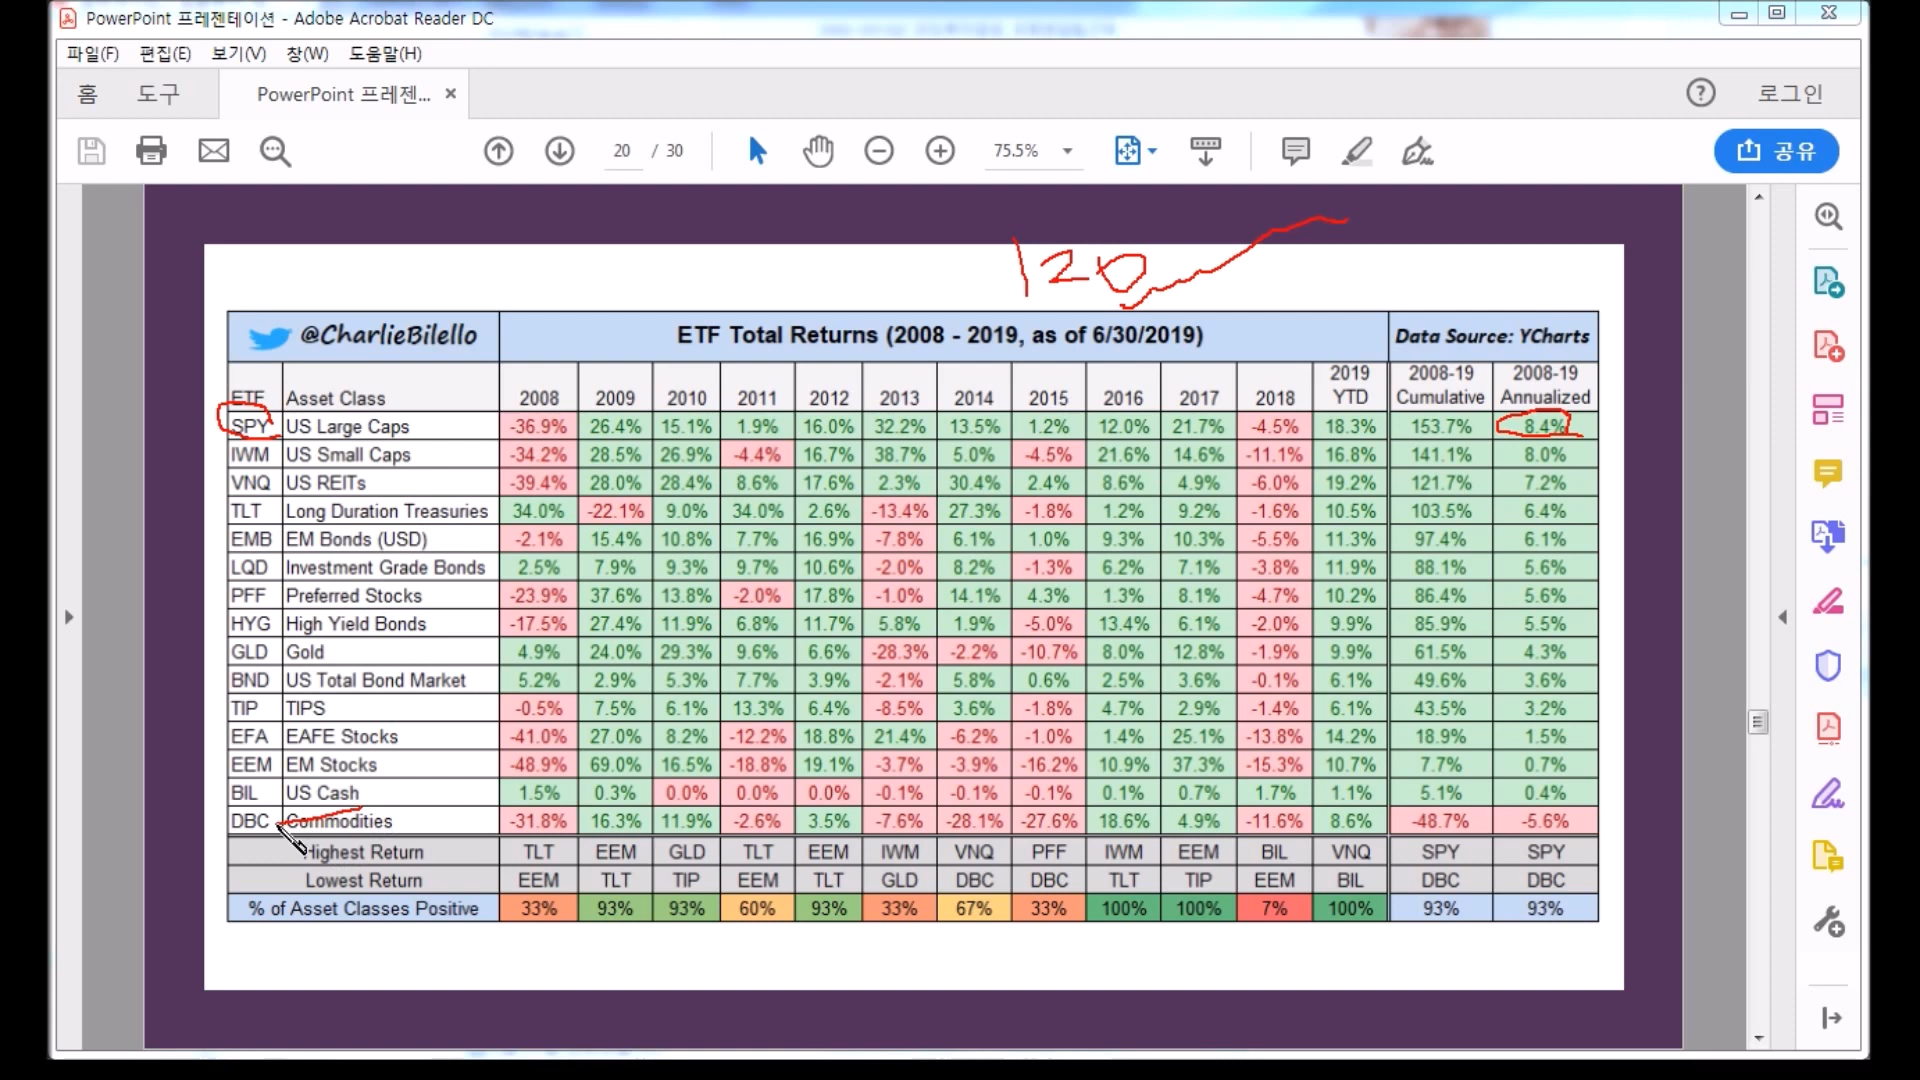 PowerPoint 프레젠테이션 - Adobe Acrobat Reader DC
파일(F) 편집(E) 보기(V) 창(W) 도움말(H)
홈 도구 PowerPoint 프레젠... × ? 로그인
20 / 30 75.5% 공유
120
@CharlieBilello ETF Total Returns (2008 - 2019, as of 6/30/2019) Data Source: YCharts
ETF Asset Class 2008 2009 2010 2011 2012 2013 2014 2015 2016 2017 2018 2019 YTD 2008-19 Cumulative 2008-19 Annualized
SPY US Large Caps -36.9% 26.4% 15.1% 1.9% 16.0% 32.2% 13.5% 1.2% 12.0% 21.7% -4.5% 18.3% 153.7% 8.4%
IWM US Small Caps -34.2% 28.5% 26.9% -4.4% 16.7% 38.7% 5.0% -4.5% 21.6% 14.6% -11.1% 16.8% 141.1% 8.0%
VNQ US REITs -39.4% 28.0% 28.4% 8.6% 17.6% 2.3% 30.4% 2.4% 8.6% 4.9% -6.0% 19.2% 121.7% 7.2%
TLT Long Duration Treasuries 34.0% -22.1% 9.0% 34.0% 2.6% -13.4% 27.3% -1.8% 1.2% 9.2% -1.6% 10.5% 103.5% 6.4%
EMB EM Bonds (USD) -2.1% 15.4% 10.8% 7.7% 16.9% -7.8% 6.1% 1.0% 9.3% 10.3% -5.5% 11.3% 97.4% 6.1%
LQD Investment Grade Bonds 2.5% 7.9% 9.3% 9.7% 10.6% -2.0% 8.2% -1.3% 6.2% 7.1% -3.8% 11.9% 88.1% 5.6%
PFF Preferred Stocks -23.9% 37.6% 13.8% -2.0% 17.8% -1.0% 14.1% 4.3% 1.3% 8.1% -4.7% 10.2% 86.4% 5.6%
HYG High Yield Bonds -17.5% 27.4% 11.9% 6.8% 11.7% 5.8% 1.9% -5.0% 13.4% 6.1% -2.0% 9.9% 85.9% 5.5%
GLD Gold 4.9% 24.0% 29.3% 9.6% 6.6% -28.3% -2.2% -10.7% 8.0% 12.8% -1.9% 9.9% 61.5% 4.3%
BND US Total Bond Market 5.2% 2.9% 5.3% 7.7% 3.9% -2.1% 5.8% 0.6% 2.5% 3.6% -0.1% 6.1% 49.6% 3.6%
TIP TIPS -0.5% 7.5% 6.1% 13.3% 6.4% -8.5% 3.6% -1.8% 4.7% 2.9% -1.4% 6.1% 43.5% 3.2%
EFA EAFE Stocks -41.0% 27.0% 8.2% -12.2% 18.8% 21.4% -6.2% -1.0% 1.4% 25.1% -13.8% 14.2% 18.9% 1.5%
EEM EM Stocks -48.9% 69.0% 16.5% -18.8% 19.1% -3.7% -3.9% -16.2% 10.9% 37.3% -15.3% 10.7% 7.7% 0.7%
BIL US Cash 1.5% 0.3% 0.0% 0.0% 0.0% -0.1% -0.1% -0.1% 0.1% 0.7% 1.7% 1.1% 5.1% 0.4%
DBC Commodities -31.8% 16.3% 11.9% -2.6% 3.5% -7.6% -28.1% -27.6% 18.6% 4.9% -11.6% 8.6% -48.7% -5.6%
Highest Return TLT EEM GLD TLT EEM IWM VNQ PFF IWM EEM BIL VNQ SPY SPY
Lowest Return EEM TLT TIP EEM TLT GLD DBC DBC TLT TIP EEM BIL DBC DBC
% of Asset Classes Positive 33% 93% 93% 60% 93% 33% 67% 33% 100% 100% 7% 100% 93% 93%